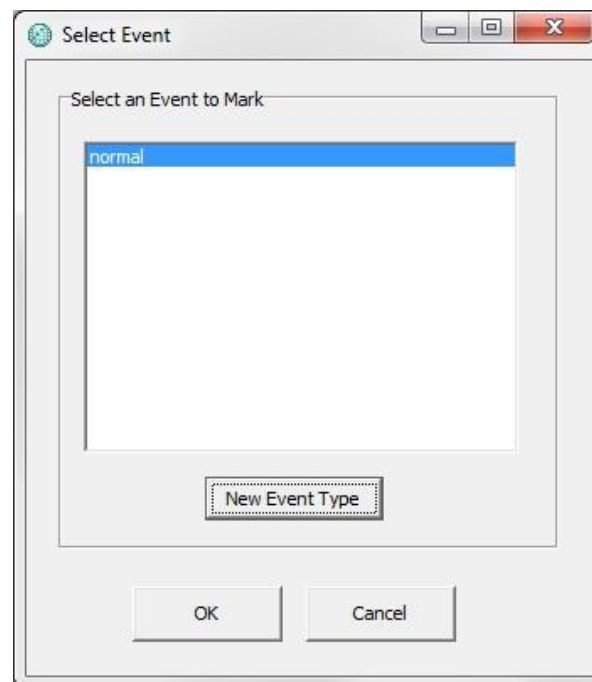 Select Event
Select an Event to Mark
normal
New Event Type
OK Cancel